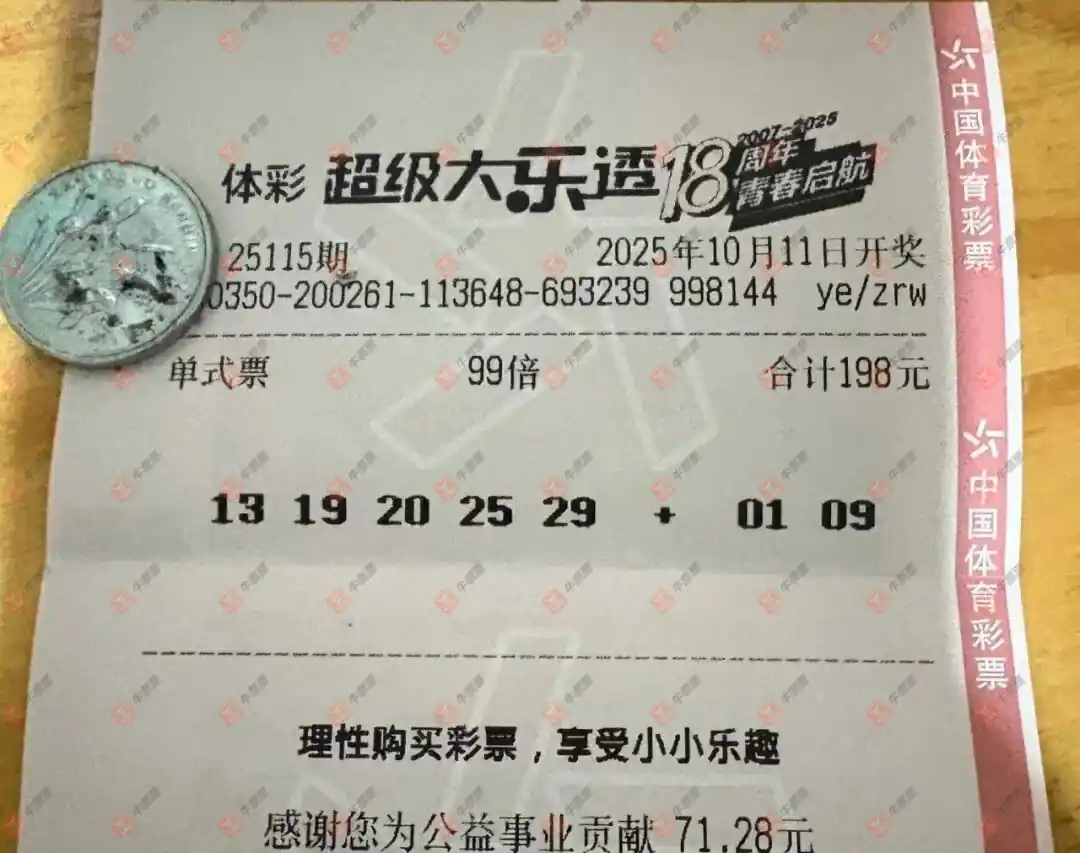 体彩 超级大乐透 18 2007-2025 周年 青春启航
25115期 2025年10月11日开奖
0350-200261-113648-693239 998144 ye/zrw
单式票 99倍 合计198元
13 19 20 25 29 + 01 09
理性购买彩票，享受小小乐趣
感谢您为公益事业贡献 71.28元
中国体育彩票
中国体育彩票